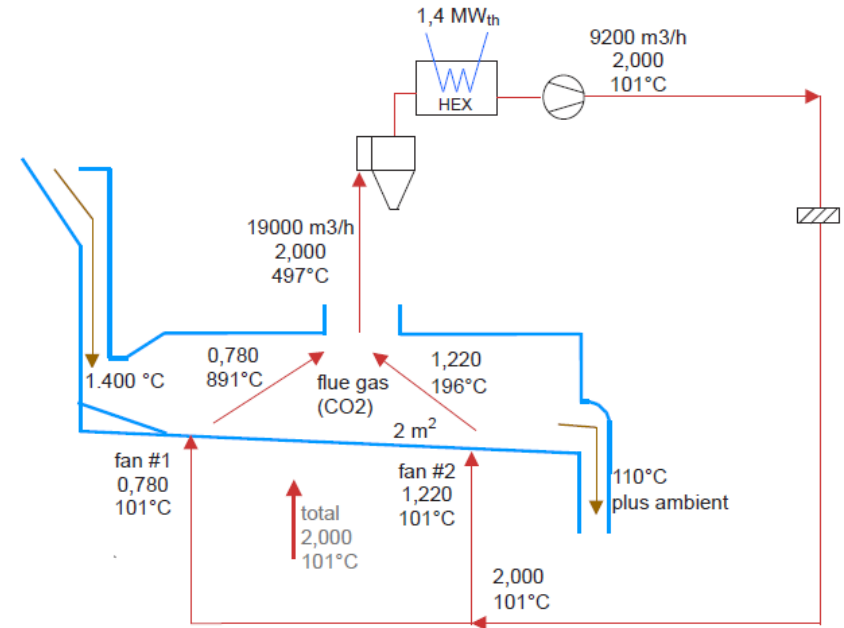 1,4 MWth
HEX
9200 m3/h
2,000
101°C
19000 m3/h
2,000
497°C
1.400 °C
0,780
891°C
flue gas
(CO2)
1,220
196°C
2 m2
fan #1
0,780
101°C
total
2,000
101°C
fan #2
1,220
101°C
110°C
plus ambient
2,000
101°C